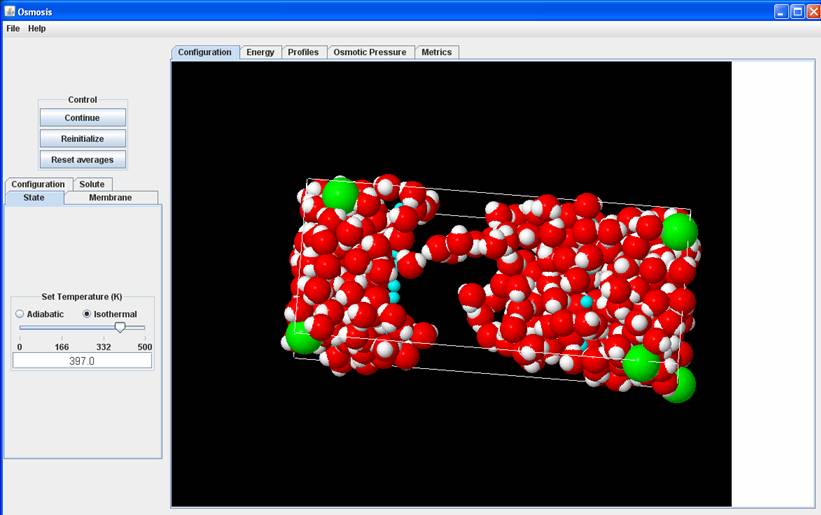 Osmosis
File Help
Configuration Energy Profiles Osmotic Pressure Metrics
Control
Continue
Reinitialize
Reset averages
Configuration Solute
State Membrane
Set Temperature (K)
Adiabatic Isothermal
0 166 332 500
397.0